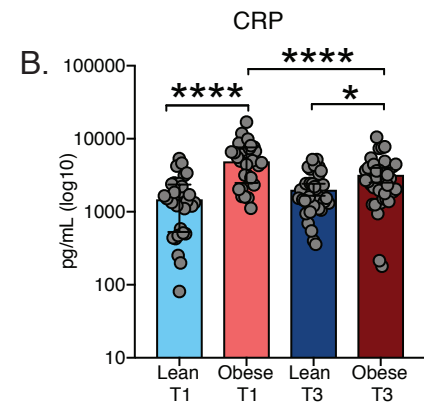 CRP
B.
pg/mL (log10)
100000
10000
1000
100
10
****
****
*
Lean T1
Obese T1
Lean T3
Obese T3